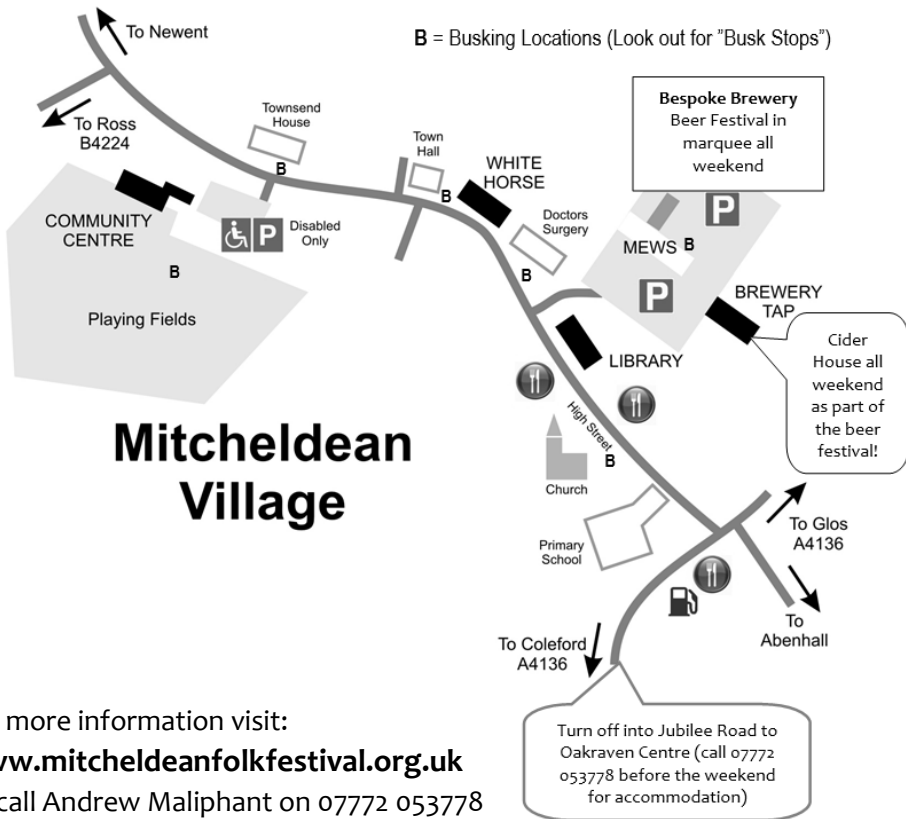 To Newent
B = Busking Locations (Look out for ”Busk Stops”)
Bespoke Brewery
Beer Festival in
marquee all
weekend
To Ross
B4224
Townsend
House
B
Town
Hall
B
WHITE
HORSE
Doctors
Surgery
B
P
MEWS B
P
COMMUNITY
CENTRE
P
Disabled
Only
B
Playing Fields
BREWERY
TAP
LIBRARY
Cider
House all
weekend
as part of
the beer
festival!
High Street
B
Church
Mitcheldean
Village
Primary
School
To Glos
A4136
To
Abenhall
To Coleford
A4136
Turn off into Jubilee Road to
Oakraven Centre (call 07772
053778 before the weekend
for accommodation)
more information visit:
w.mitcheldeanfolkfestival.org.uk
call Andrew Maliphant on 07772 053778